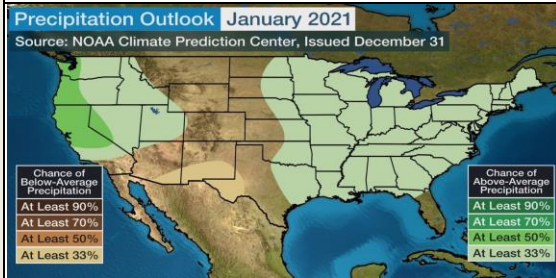 Precipitation Outlook January 2021
Source: NOAA Climate Prediction Center, Issued December 31
Chance of
Below-Average
Precipitation
At Least 90%
At Least 70%
At Least 50%
At Least 33%
Chance of
Above-Average
Precipitation
At Least 90%
At Least 70%
At Least 50%
At Least 33%